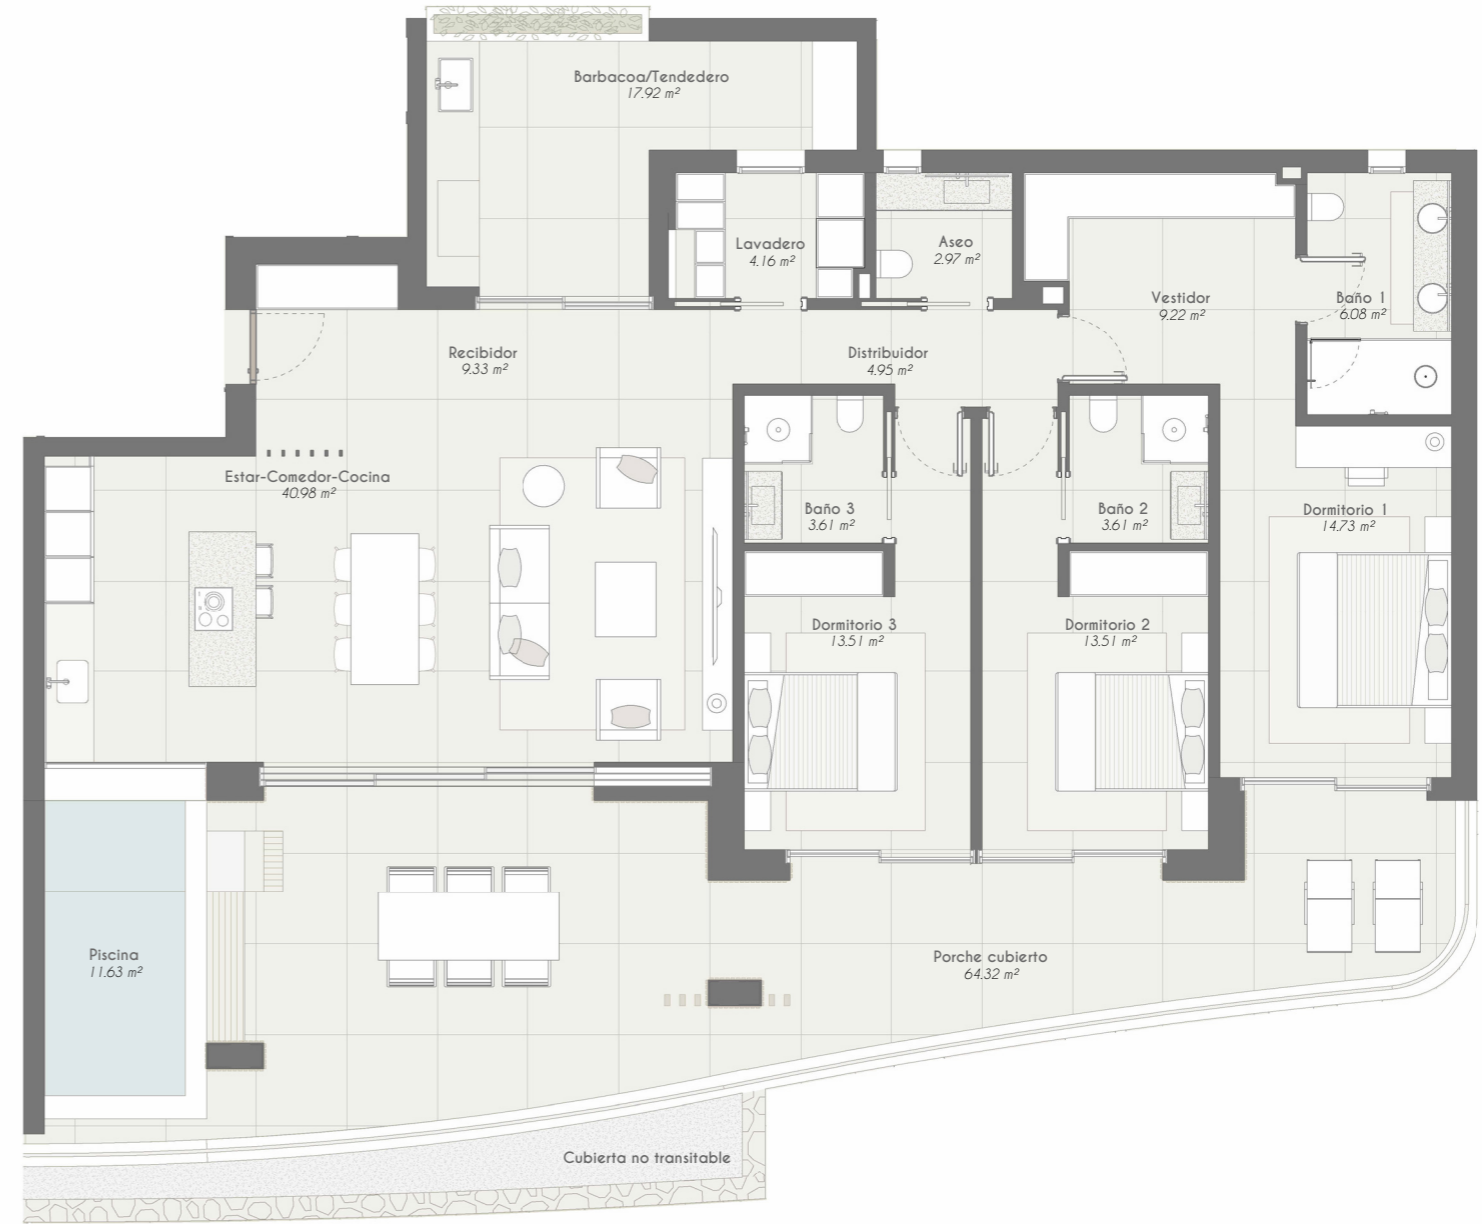 Barbacoa/Tendedero
17.92 m²
Lavadero
4.16 m²
Aseo
2.97 m²
Vestidor
9.22 m²
Baño 1
6.08 m²
Recibidor
9.33 m²
Distribuidor
4.95 m²
Estar-Comedor-Cocina
40.98 m²
Baño 3
3.61 m²
Baño 2
3.61 m²
Dormitorio 1
14.73 m²
Dormitorio 3
13.51 m²
Dormitorio 2
13.51 m²
Piscina
11.63 m²
Porche cubierto
64.32 m²
Cubierta no transitable